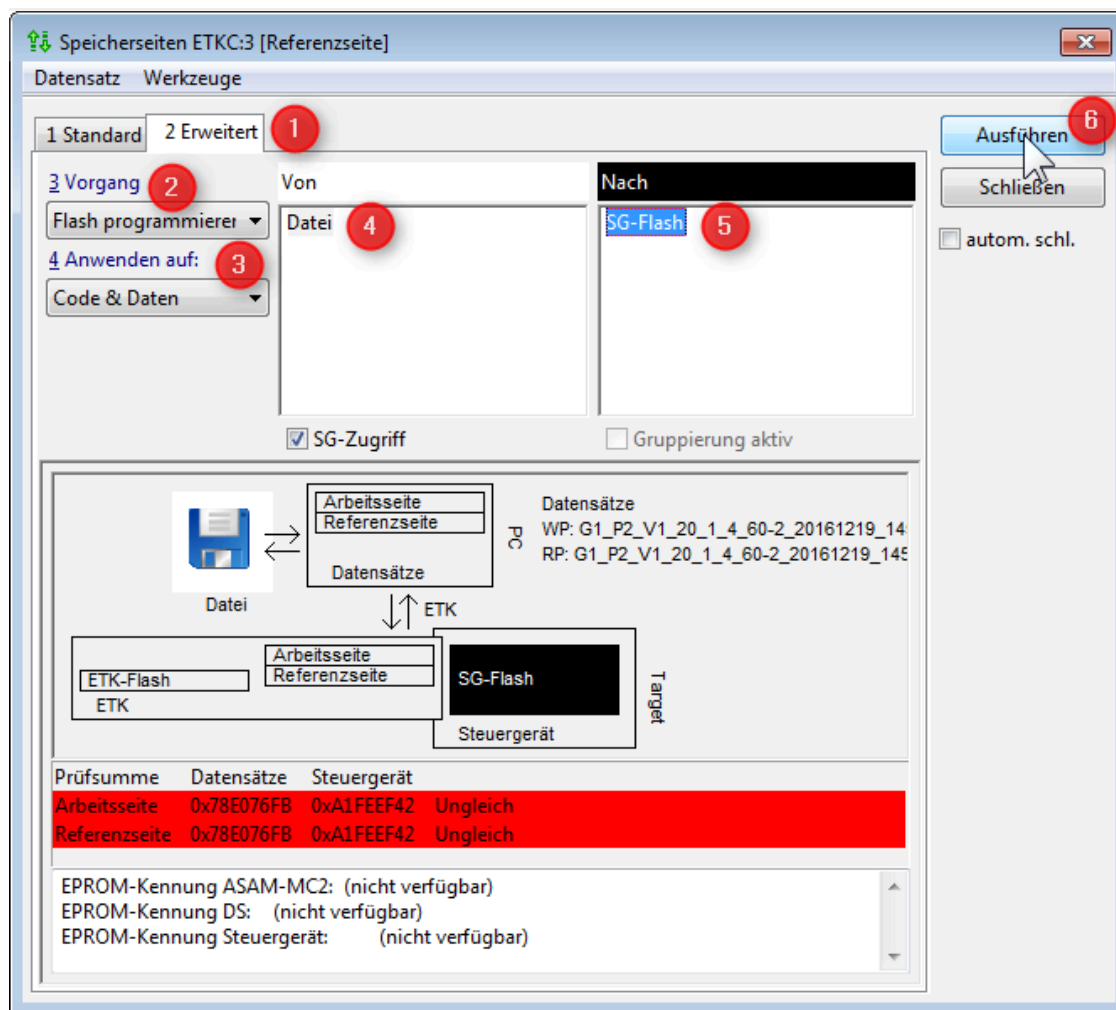 Speicherseiten ETKC:3 [Referenzseite]
Datensatz Werkzeuge
1 Standard 2 Erweitert 1
Ausführen 6
3 Vorgang 2 Von Nach Schließen
Flash programmierer Datei 4 SG-Flash 5 autom. schl.
4 Anwenden auf: 3
Code & Daten
SG-Zugriff Gruppierung aktiv
Arbeitsseite
Referenzseite
Datensätze
PC
Datensätze
WP: G1_P2_V1_20_1_4_60-2_20161219_14
RP: G1_P2_V1_20_1_4_60-2_20161219_145
Datei
ETK
Arbeitsseite
Referenzseite
ETK-Flash
ETK
SG-Flash
Steuergerät
Target
Prüfsumme Datensätze Steuergerät
Arbeitsseite 0x78E076FB 0xA1FEEF42 Ungleich
Referenzseite 0x78E076FB 0xA1FEEF42 Ungleich
EPROM-Kennung ASAM-MC2: (nicht verfügbar)
EPROM-Kennung DS: (nicht verfügbar)
EPROM-Kennung Steuergerät: (nicht verfügbar)